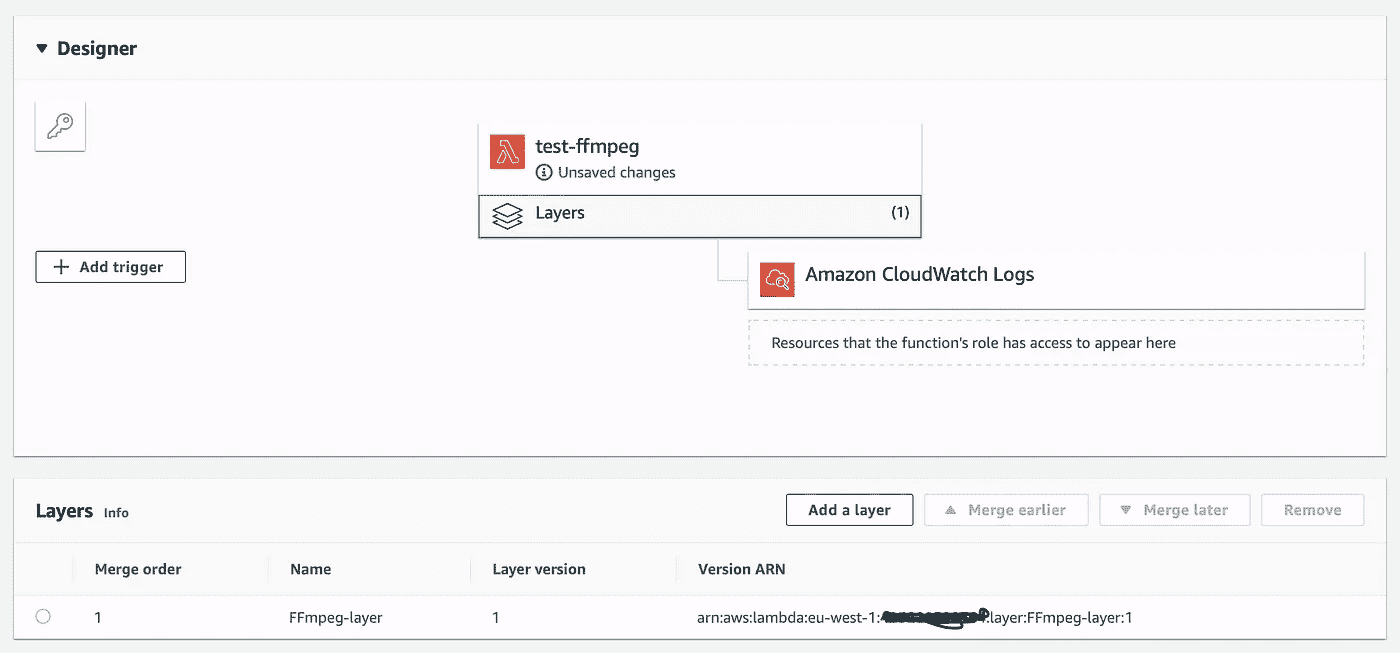 Designer
test-ffmpeg
Unsaved changes
Layers (1)
Add trigger
Amazon CloudWatch Logs
Resources that the function's role has access to appear here
Layers Info Add a layer Merge earlier Merge later Remove
Merge order Name Layer version Version ARN
1 FFmpeg-layer 1 arn:aws:lambda:eu-west-1: :layer:FFmpeg-layer:1